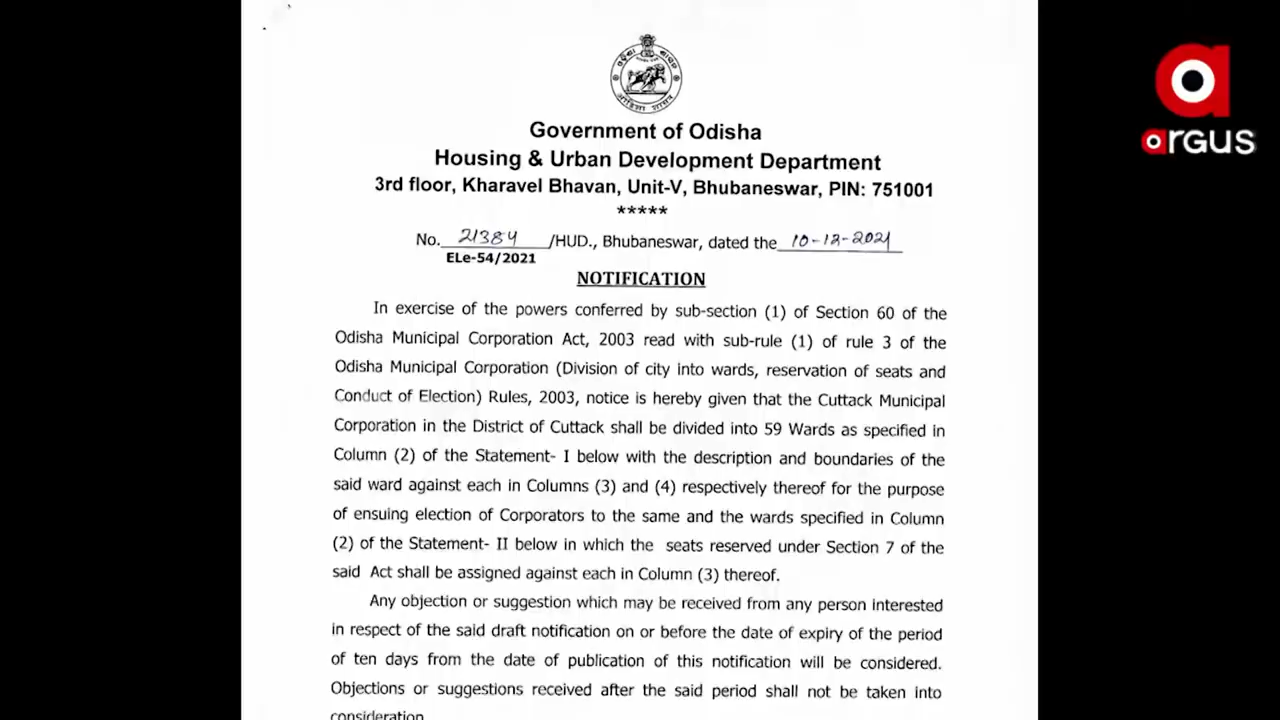 Government of Odisha
Housing & Urban Development Department
3rd floor, Kharavel Bhavan, Unit-V, Bhubaneswar, PIN: 751001
*****
No. 21384 /HUD., Bhubaneswar, dated the 10-12-2021
ELe-54/2021
NOTIFICATION
In exercise of the powers conferred by sub-section (1) of Section 60 of the
Odisha Municipal Corporation Act, 2003 read with sub-rule (1) of rule 3 of the
Odisha Municipal Corporation (Division of city into wards, reservation of seats and
Conduct of Election) Rules, 2003, notice is hereby given that the Cuttack Municipal
Corporation in the District of Cuttack shall be divided into 59 Wards as specified in
Column (2) of the Statement- I below with the description and boundaries of the
said ward against each in Columns (3) and (4) respectively thereof for the purpose
of ensuing election of Corporators to the same and the wards specified in Column
(2) of the Statement- II below in which the seats reserved under Section 7 of the
said Act shall be assigned against each in Column (3) thereof.
Any objection or suggestion which may be received from any person interested
in respect of the said draft notification on or before the date of expiry of the period
of ten days from the date of publication of this notification will be considered.
Objections or suggestions received after the said period shall not be taken into
consideration
argus